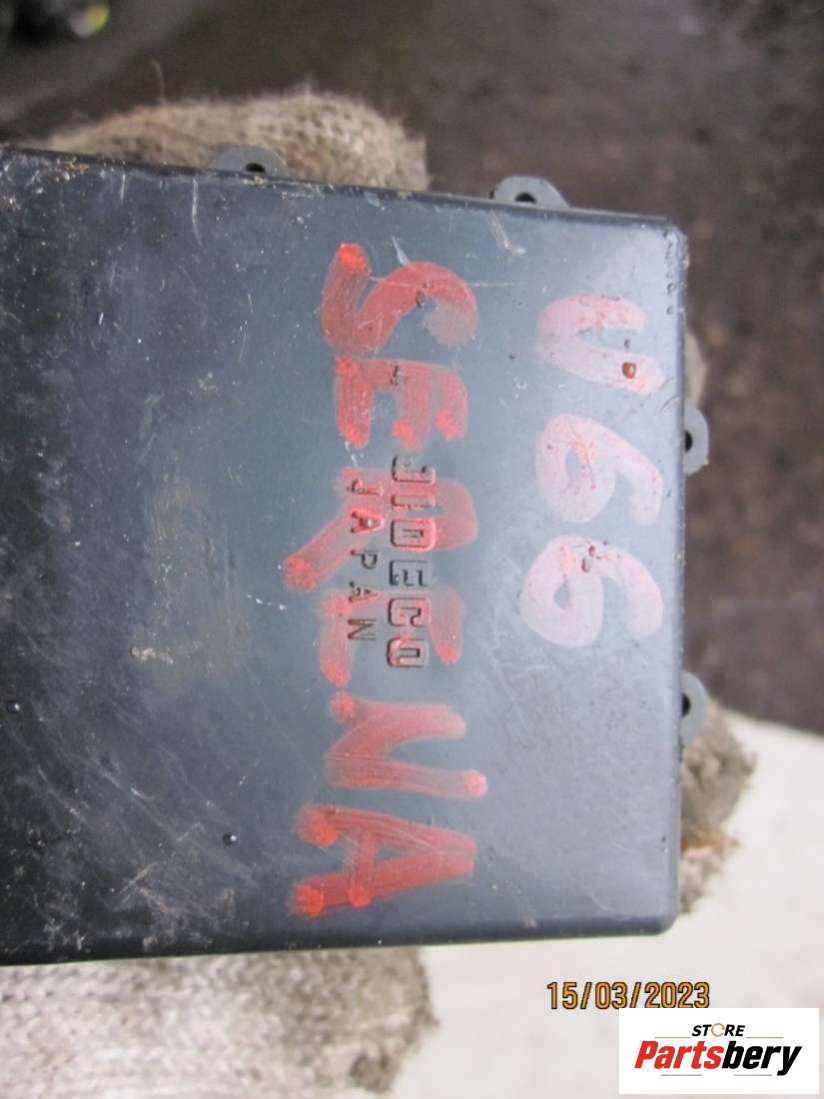 U66
SERENA
JIDECO
JAPAN
15/03/2023
STORE
Partsbery